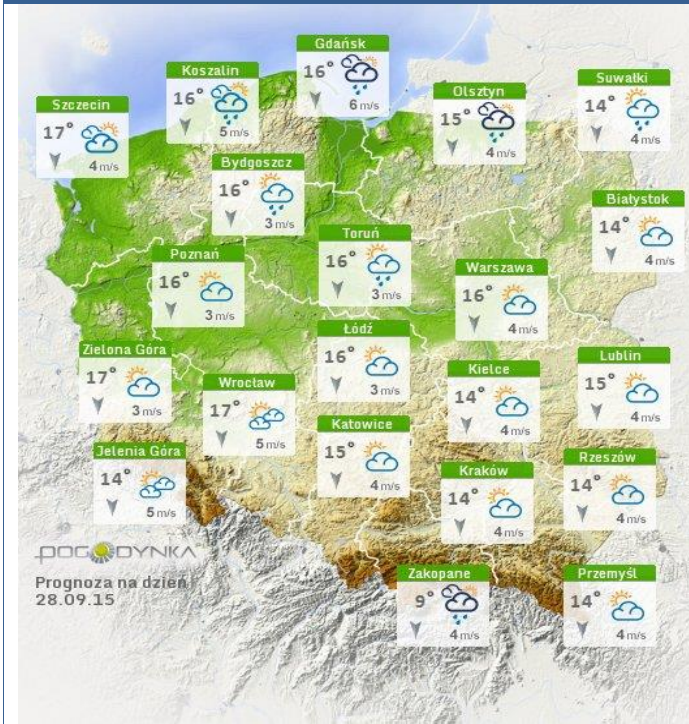 Gdańsk
16°
6 m/s
Koszalin
16°
5 m/s
Szczecin
17°
4 m/s
Olsztyn
15°
4 m/s
Suwałki
14°
4 m/s
Bydgoszcz
16°
3 m/s
Białystok
14°
4 m/s
Toruń
16°
3 m/s
Poznań
16°
3 m/s
Warszawa
16°
4 m/s
Łódź
16°
3 m/s
Zielona Góra
17°
3 m/s
Wrocław
17°
5 m/s
Kielce
14°
4 m/s
Lublin
15°
4 m/s
Katowice
15°
4 m/s
Jelenia Góra
14°
5 m/s
Kraków
14°
4 m/s
Rzeszów
14°
4 m/s
Zakopane
9°
4 m/s
Przemyśl
14°
4 m/s
POGODYNKA
Prognoza na dzień
28.09.15